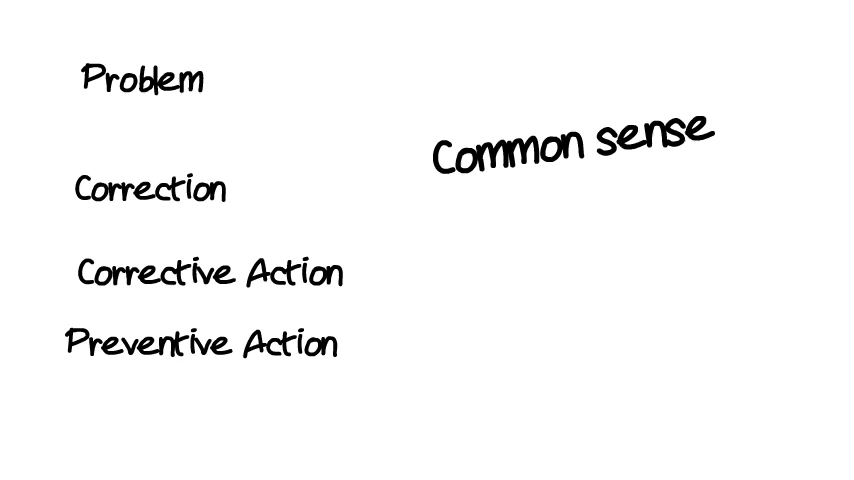 Problem
Common sense
Correction
Corrective Action
Preventive Action